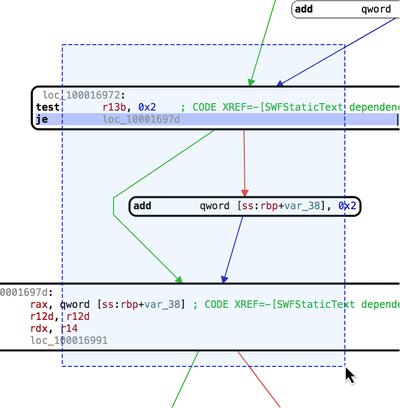 add qword
loc_100016972:
test r13b, 0x2 ; CODE XREF=-[SWFStaticText dependenc
je loc_10001697d
add qword [ss:rbp+var_38], 0x2
0001697d:
rax, qword [ss:rbp+var_38] ; CODE XREF=-[SWFStaticText depende
r12d, r12d
rdx, r14
loc_100016991